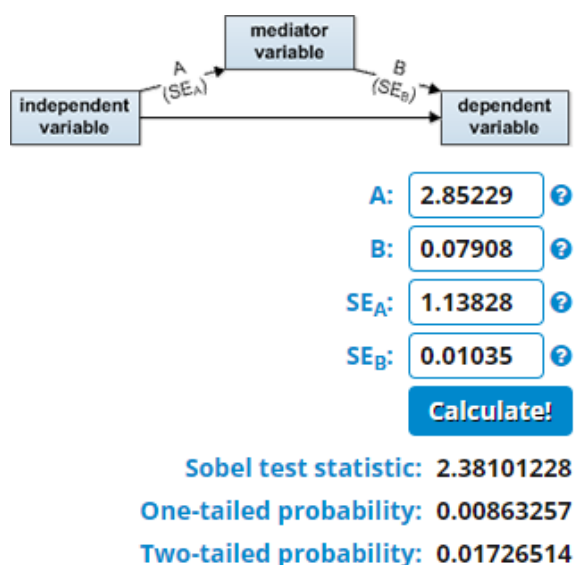 mediator
variable
A
(SEA)
B
(SEB)
independent
variable
dependent
variable
A: 2.85229 ?
B: 0.07908 ?
SEA: 1.13828 ?
SEB: 0.01035 ?
Calculate!
Sobel test statistic: 2.38101228
One-tailed probability: 0.00863257
Two-tailed probability: 0.01726514